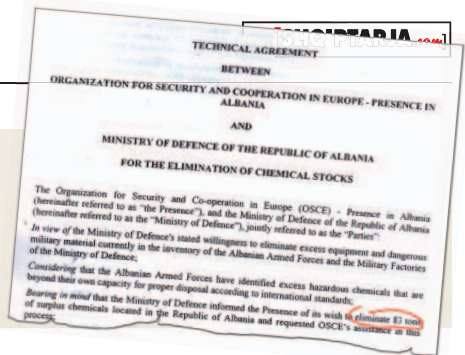 SHQIPTARJA.com]
TECHNICAL AGREEMENT
BETWEEN
ORGANIZATION FOR SECURITY AND COOPERATION IN EUROPE - PRESENCE IN
ALBANIA
AND
MINISTRY OF DEFENCE OF THE REPUBLIC OF ALBANIA
FOR THE ELIMINATION OF CHEMICAL STOCKS
The Organization for Security and Co-operation in Europe (OSCE) - Presence in Albania
(hereinafter referred to as "the Presence"), and the Ministry of Defence of the Republic of Albania
(hereinafter referred to as the "Ministry of Defence"), jointly referred to as the "Parties":
In view of the Ministry of Defence's stated willingness to eliminate excess equipment and dangerous
military material currently in the inventory of the Albanian Armed Forces and the Military Factories
of the Ministry of Defence;
Considering that the Albanian Armed Forces have identified excess hazardous chemicals that are
beyond their own capacity for proper disposal according to international standards;
Bearing in mind that the Ministry of Defence informed the Presence of its wish to eliminate 83 tons
of surplus chemicals located in the Republic of Albania and requested OSCE's assistance in this
process;